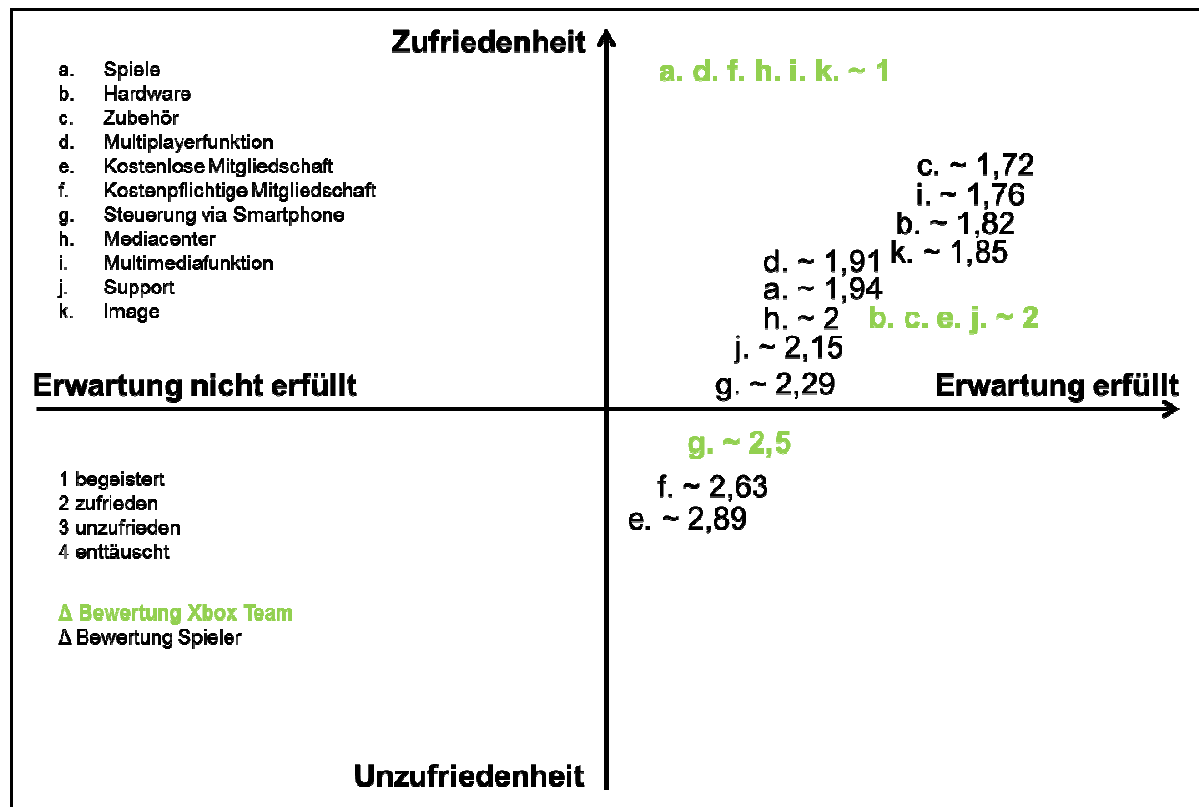 Zufriedenheit
a. Spiele
b. Hardware
c. Zubehör
d. Multiplayerfunktion
e. Kostenlose Mitgliedschaft
f. Kostenpflichtige Mitgliedschaft
g. Steuerung via Smartphone
h. Mediacenter
i. Multimediafunktion
j. Support
k. Image
a. d. f. h. i. k. ~ 1
c. ~ 1,72
i. ~ 1,76
b. ~ 1,82
k. ~ 1,85
d. ~ 1,91
a. ~ 1,94
h. ~ 2
b. c. e. j. ~ 2
j. ~ 2,15
g. ~ 2,29
Erwartung nicht erfüllt
Erwartung erfüllt
g. ~ 2,5
f. ~ 2,63
e. ~ 2,89
1 begeistert
2 zufrieden
3 unzufrieden
4 enttäuscht
Δ Bewertung Xbox Team
Δ Bewertung Spieler
Unzufriedenheit